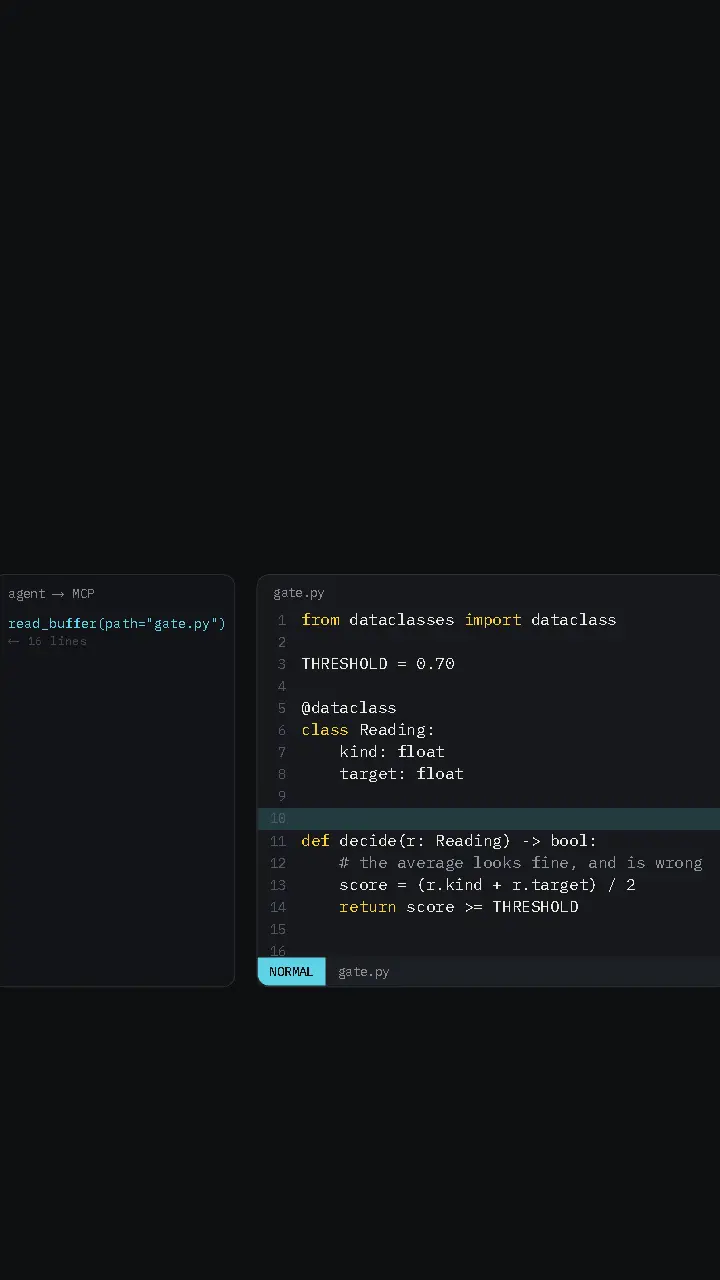 agent → MCP
read_buffer(path="gate.py")
← 16 lines
gate.py
1 from dataclasses import dataclass
2
3 THRESHOLD = 0.70
4
5 @dataclass
6 class Reading:
7     kind: float
8     target: float
9
10
11 def decide(r: Reading) -> bool:
12     # the average looks fine, and is wrong
13     score = (r.kind + r.target) / 2
14     return score >= THRESHOLD
15
16
NORMAL gate.py